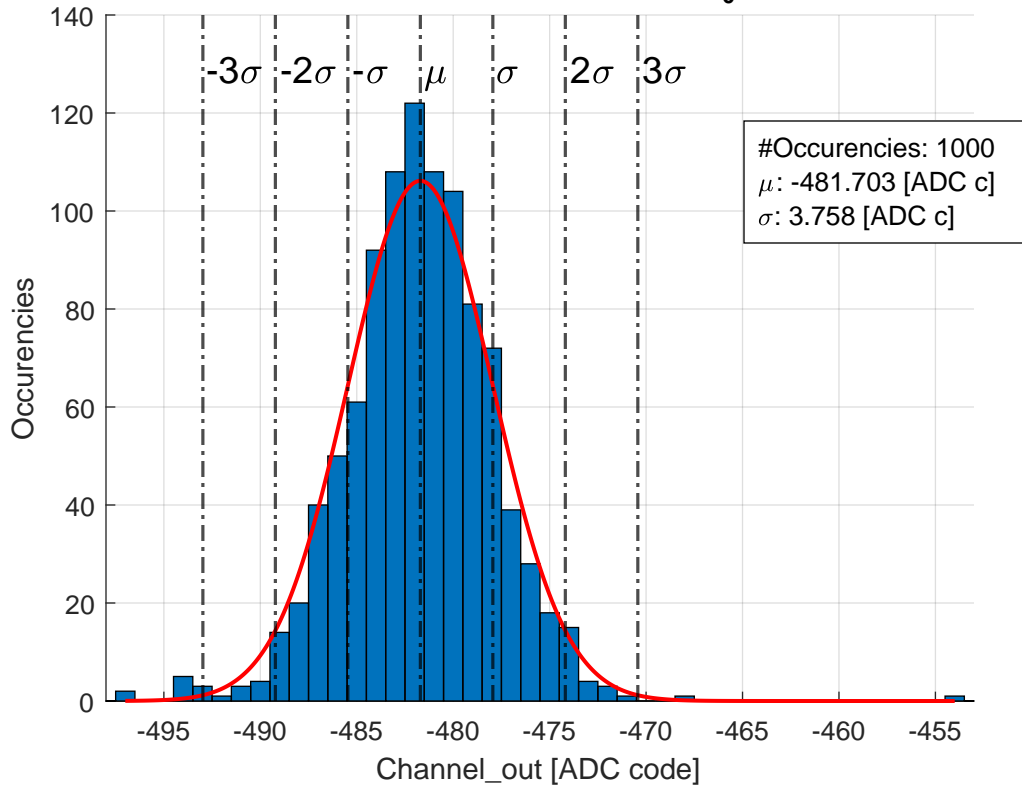 140
120
100
80
60
40
20
0
Occurencies
-3σ
-2σ
-σ
μ
σ
2σ
3σ
#Occurencies: 1000
μ: -481.703 [ADC c]
σ: 3.758 [ADC c]
-495
-490
-485
-480
-475
-470
-465
-460
-455
Channel_out [ADC code]